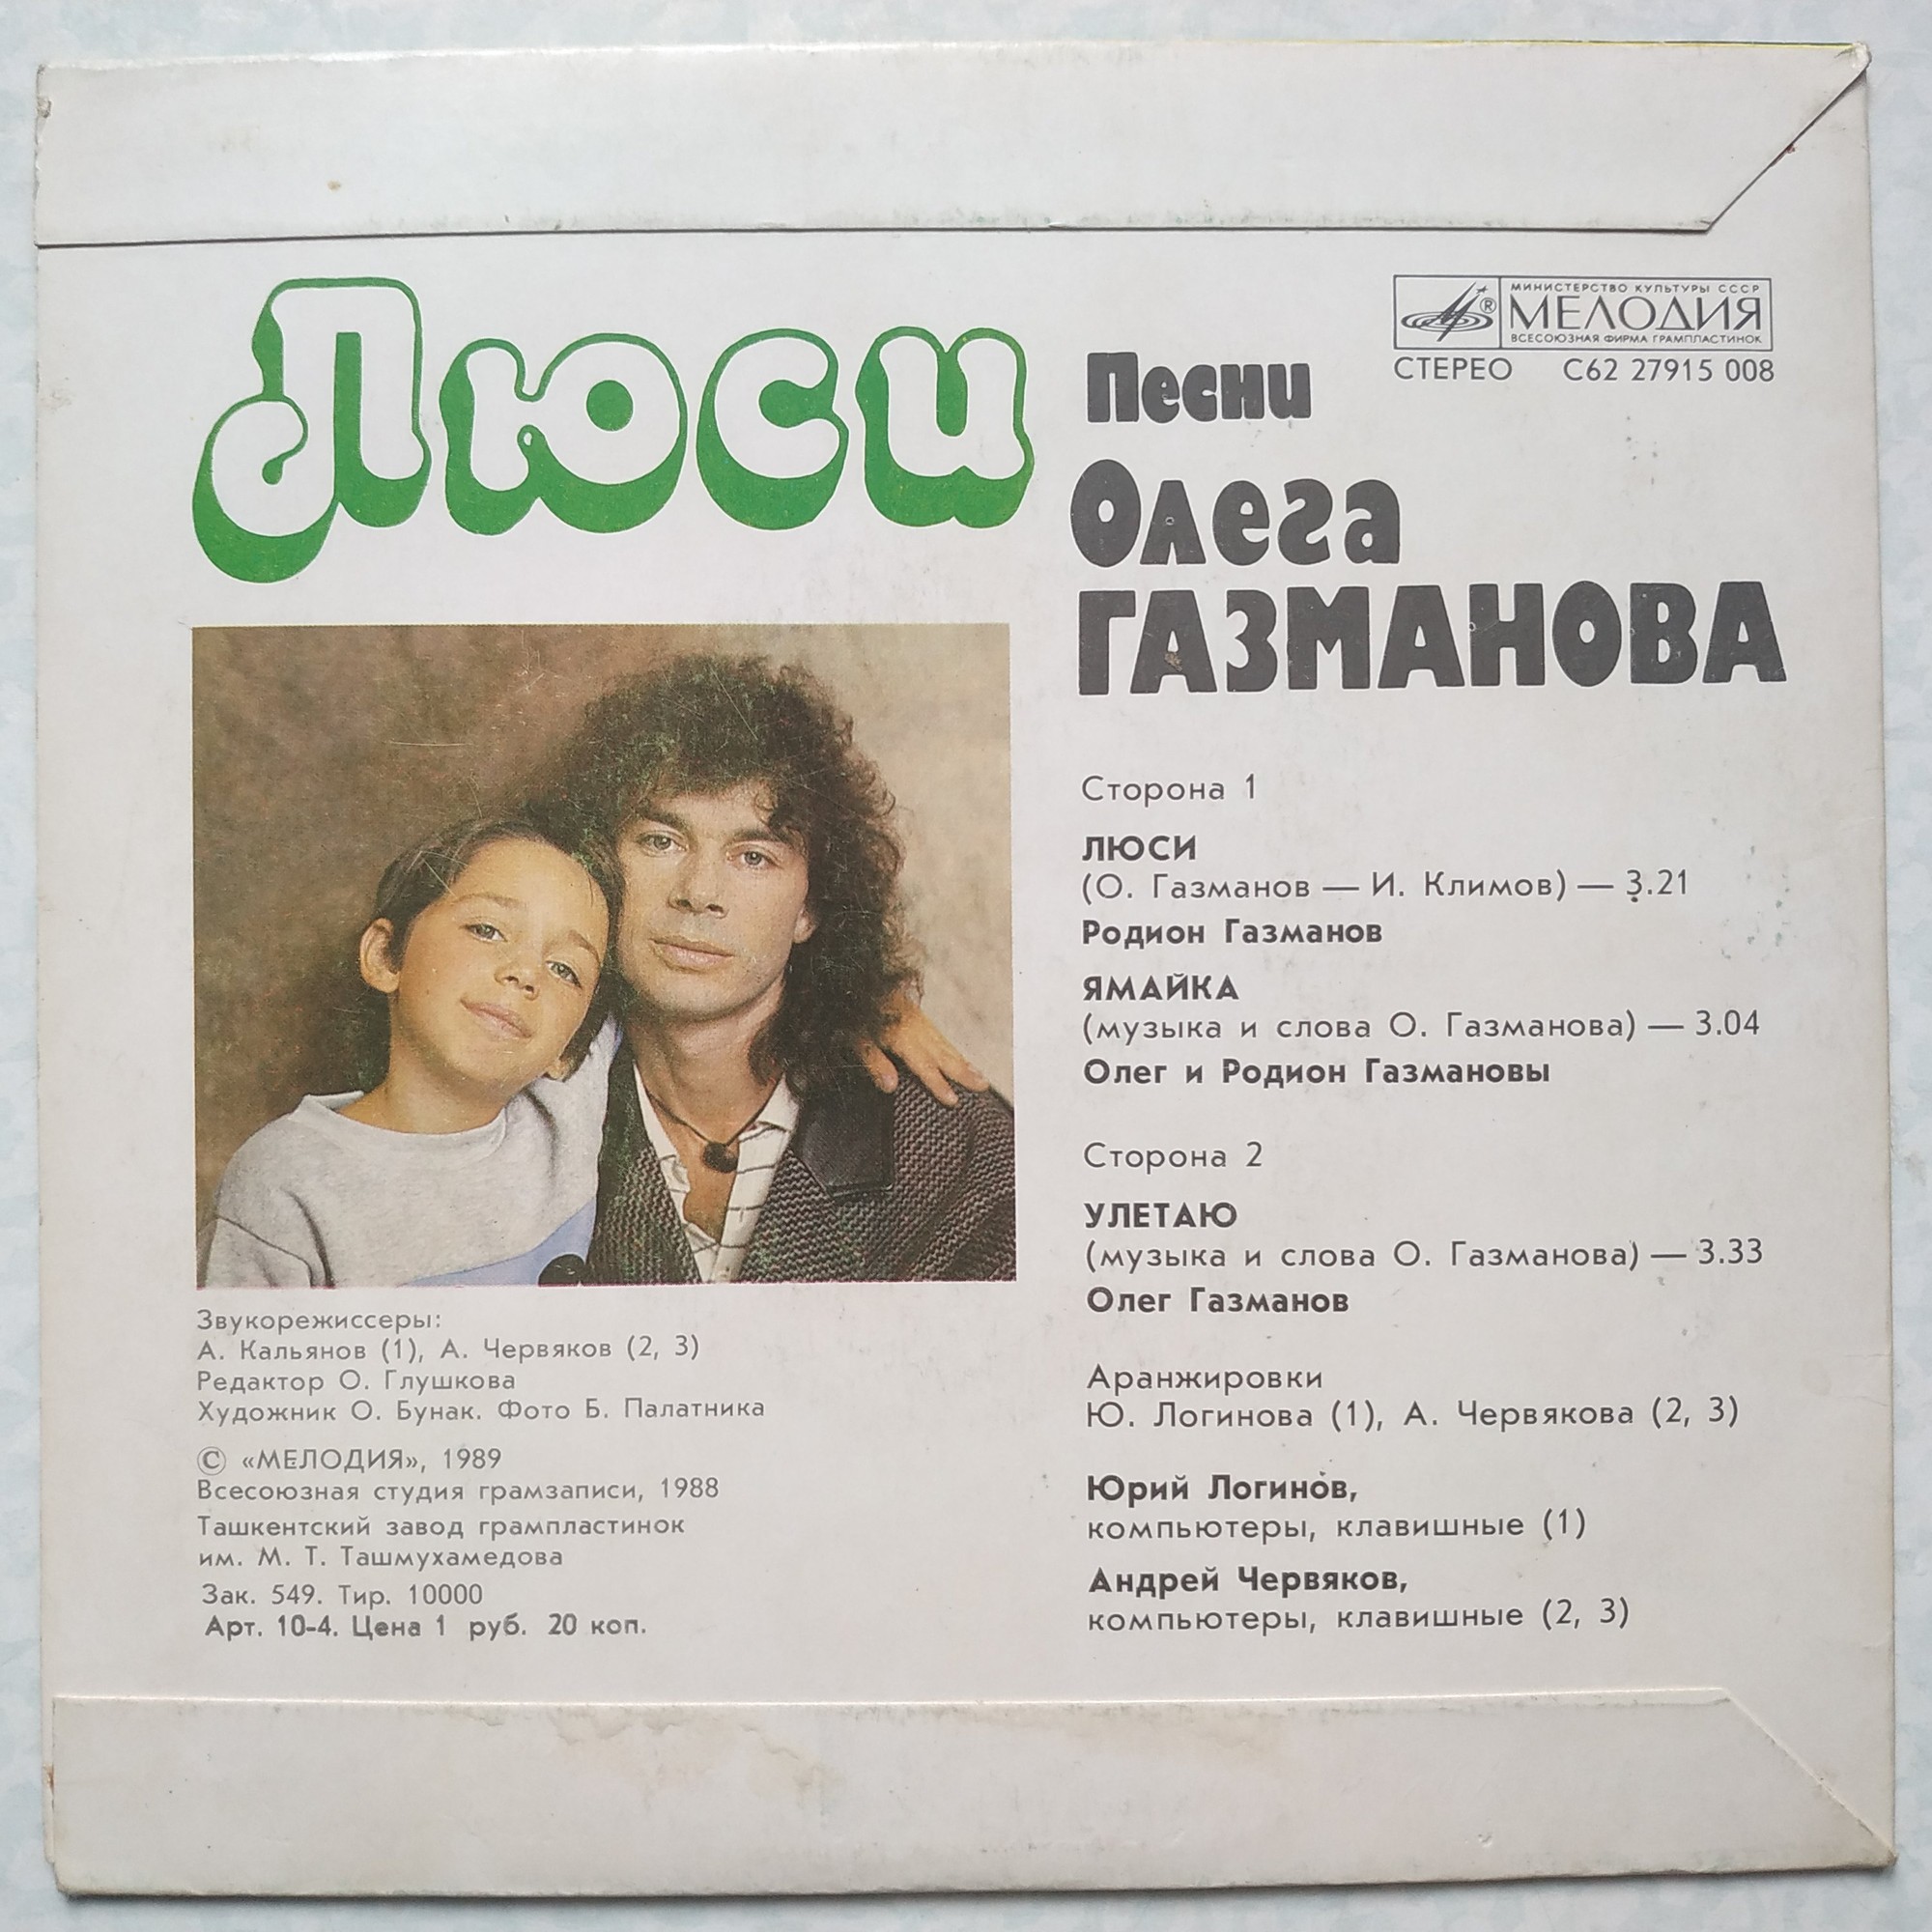 Люси
МИНИСТЕРСТВО КУЛЬТУРЫ СССР
МЕЛОДИЯ
ВСЕСОЮЗНАЯ ФИРМА ГРАМПЛАСТИНОК
СТЕРЕО С62 27915 008
Песни
Олега
ГАЗМАНОВА
Сторона 1
ЛЮСИ
(О. Газманов — И. Климов) — 3.21
Родион Газманов
ЯМАЙКА
(музыка и слова О. Газманова) — 3.04
Олег и Родион Газмановы
Сторона 2
УЛЕТАЮ
(музыка и слова О. Газманова) — 3.33
Олег Газманов
Аранжировки
Ю. Логинова (1), А. Червякова (2, 3)
Юрий Логинов,
компьютеры, клавишные (1)
Андрей Червяков,
компьютеры, клавишные (2, 3)
Звукорежиссеры:
А. Кальянов (1), А. Червяков (2, 3)
Редактор О. Глушкова
Художник О. Бунак. Фото Б. Палатника
© «МЕЛОДИЯ», 1989
Всесоюзная студия грамзаписи, 1988
Ташкентский завод грампластинок
им. М. Т. Ташмухамедова
Зак. 549. Тир. 10000
Арт. 10-4. Цена 1 руб. 20 коп.